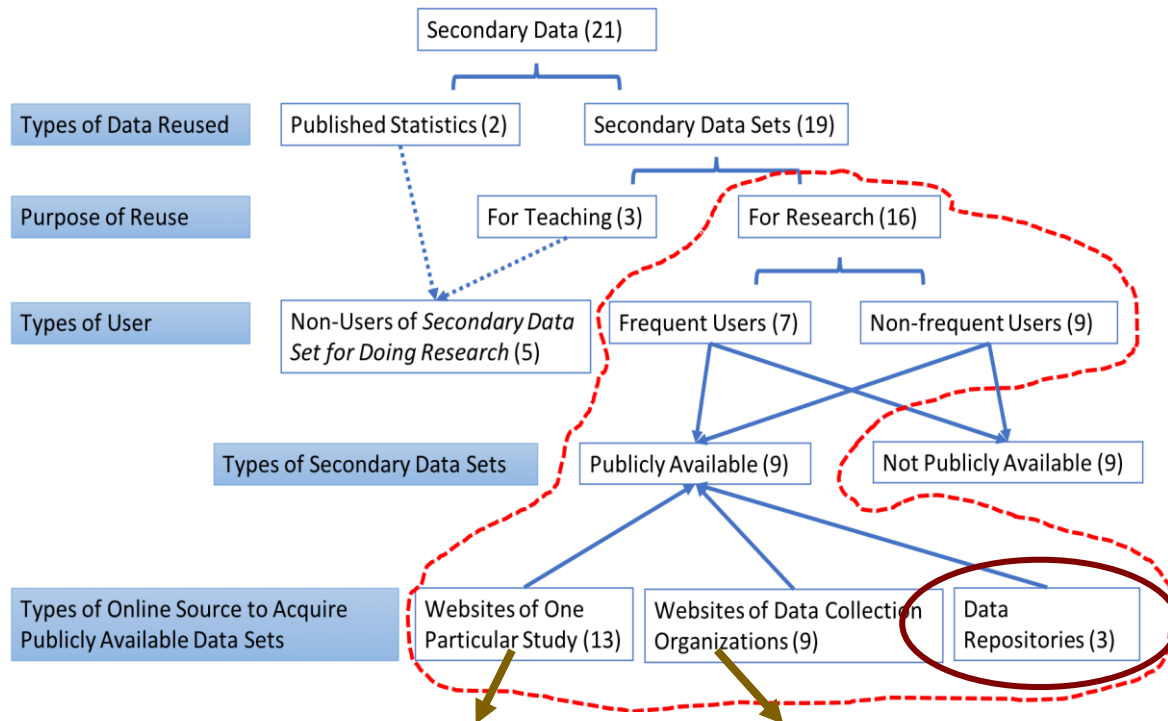 Secondary Data (21)
Types of Data Reused
Published Statistics (2)
Secondary Data Sets (19)
Purpose of Reuse
For Teaching (3)
For Research (16)
Types of User
Non-Users of Secondary Data
Set for Doing Research (5)
Frequent Users (7)
Non-frequent Users (9)
Types of Secondary Data Sets
Publicly Available (9)
Not Publicly Available (9)
Types of Online Source to Acquire
Publicly Available Data Sets
Websites of One
Particular Study (13)
Websites of Data Collection
Organizations (9)
Data
Repositories (3)